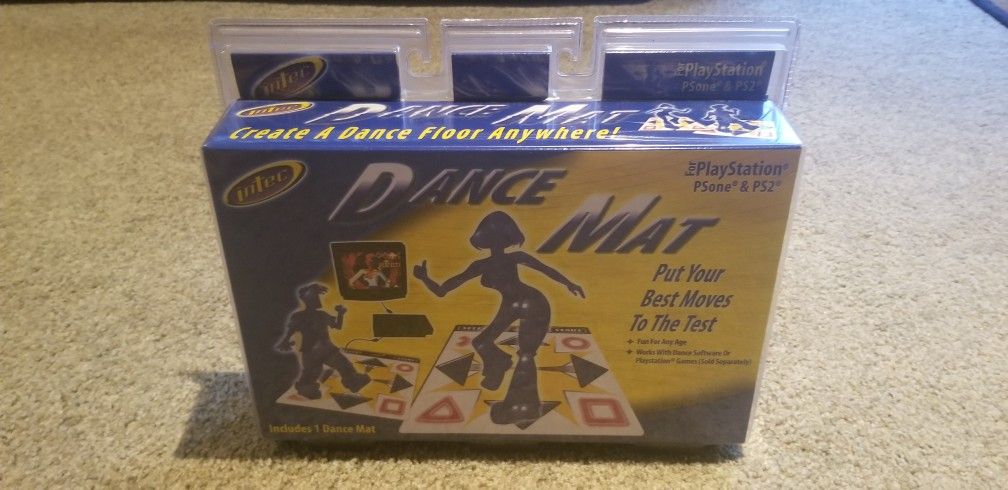 intec
for PlayStation
PSone® & PS2®
intec
DANCE MAT
Create A Dance Floor Anywhere!
intec
DANCE
MAT
for PlayStation®
PSone® & PS2®
Put Your
Best Moves
To The Test
+ Fun For Any Age
+ Works With Dance Software Or
Playstation® Games (Sold Separately)
Includes 1 Dance Mat